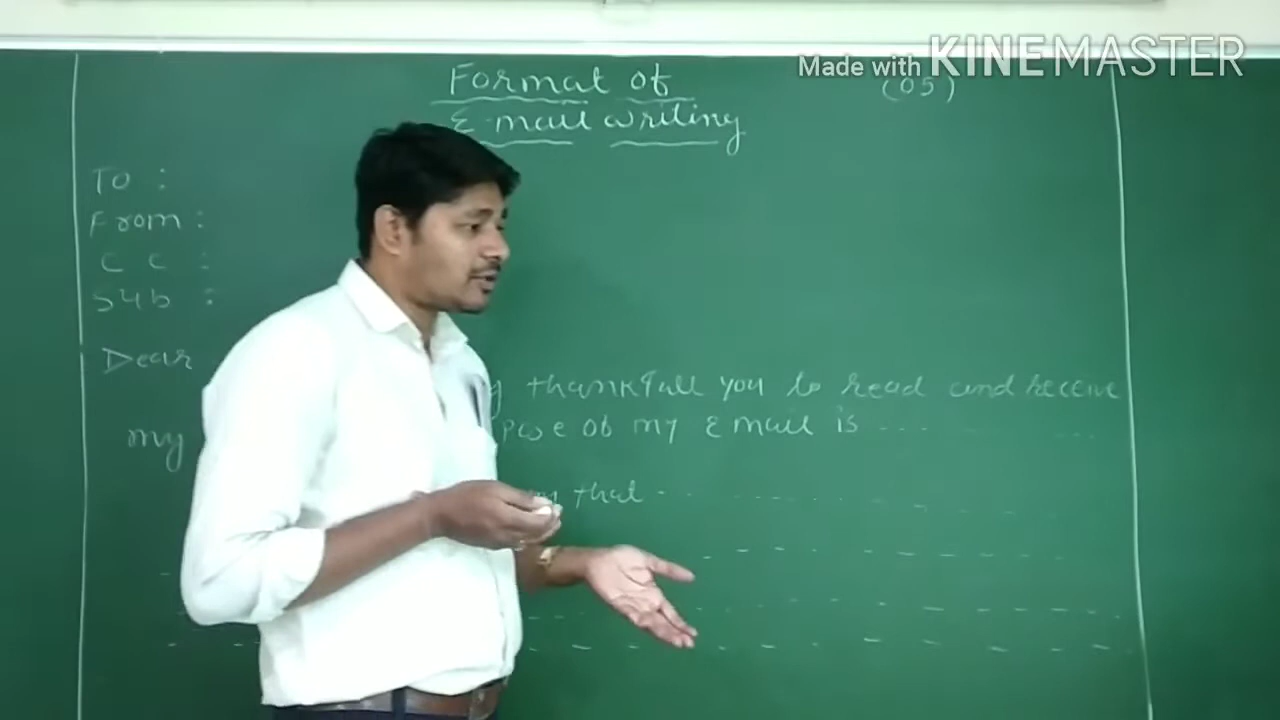 Made with KINEMASTER
Format of (05)
E-mail writing
To :
From :
C C :
Sub :
Dear
thankfull you to read and receive
my of my Email is ... ...
that - - - - - - - -